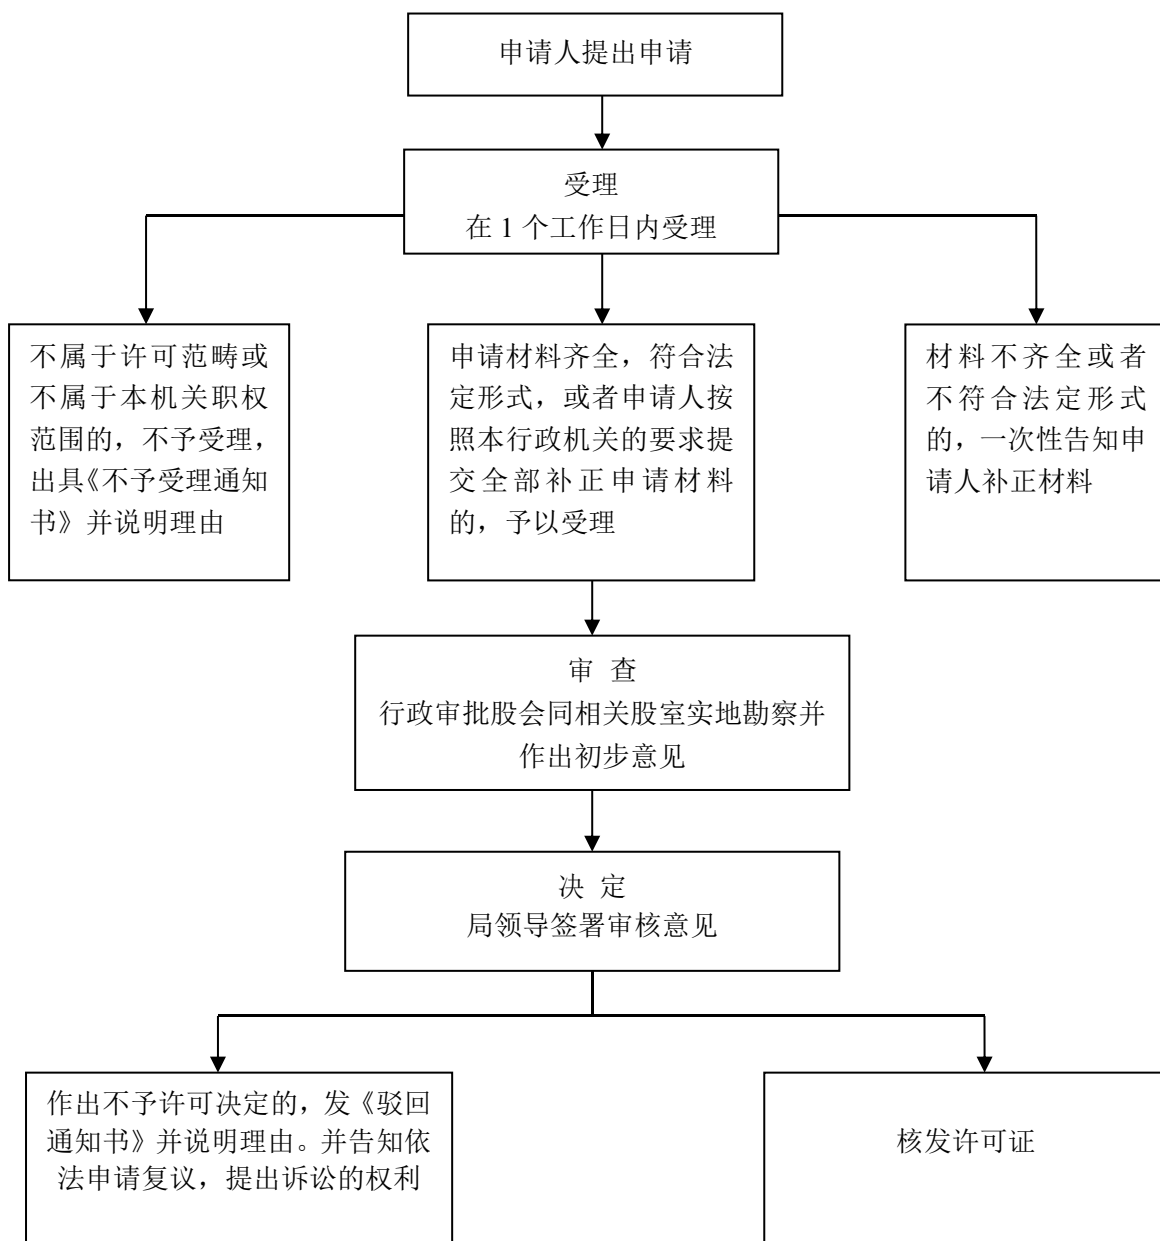 申请人提出申请
受理
在 1 个工作日内受理
不属于许可范畴或
不属于本机关职权
范围的，不予受理，
出具《不予受理通知
书》并说明理由
申请材料齐全，符合法
定形式，或者申请人按
照本行政机关的要求提
交全部补正申请材料
的，予以受理
材料不齐全或者
不符合法定形式
的，一次性告知申
请人补正材料
审 查
行政审批股会同相关股室实地勘察并
作出初步意见
决 定
局领导签署审核意见
作出不予许可决定的，发《驳回
通知书》并说明理由。并告知依
法申请复议，提出诉讼的权利
核发许可证